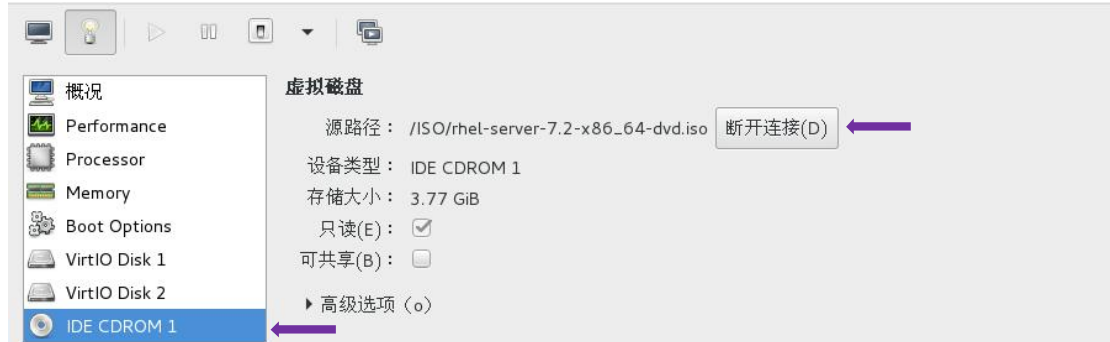 概况
Performance
Processor
Memory
Boot Options
VirtIO Disk 1
VirtIO Disk 2
IDE CDROM 1
虚拟磁盘
源路径： /ISO/rhel-server-7.2-x86_64-dvd.iso 断开连接(D)
设备类型： IDE CDROM 1
存储大小： 3.77 GiB
只读(E)：
可共享(B)：
高级选项（o）